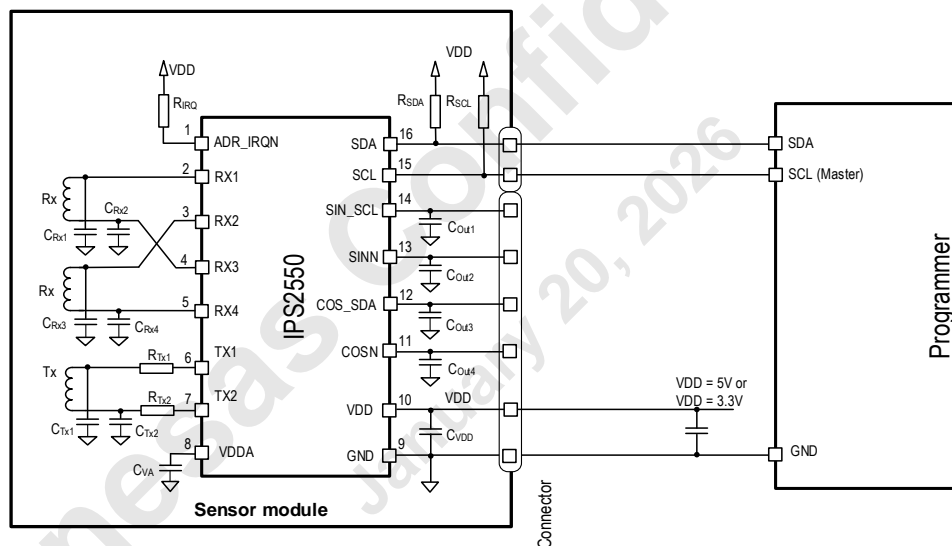 VDD
VDD
RIRQ
RSDA
RSCL
1
ADR_IRQN
SDA
16
SDA
2
RX1
SCL
15
SCL (Master)
Rx
CRx2
CRx1
3
RX2
SIN_SCL
14
COut1
4
RX3
SINN
13
COut2
Rx
CRx3
CRx4
5
RX4
COS_SDA
12
COut3
IPS2550
Programmer
TX1
RTx1
6
COSN
11
COut4
Tx
RTx2
7
TX2
VDD
10
VDD
VDD = 5V or
VDD = 3.3V
CTx1
CTx2
8
VDDA
CVDD
CVA
GND
9
GND
Sensor module
Connector
nesas Confid
January 20, 2026